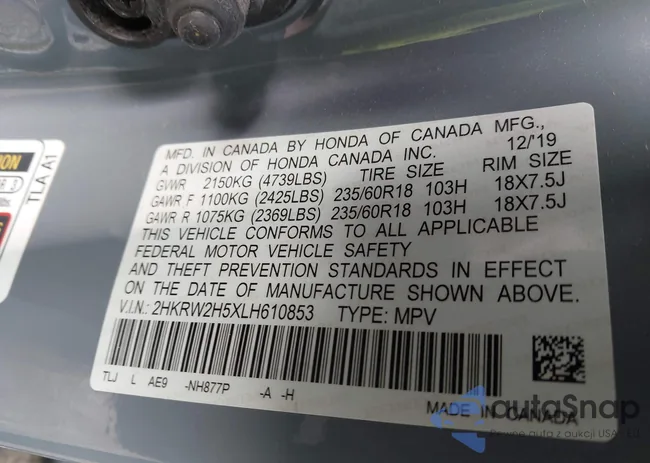 MFD. IN CANADA BY HONDA OF CANADA MFG.,
A DIVISION OF HONDA CANADA INC. 12/'19
GVWR 2150KG (4739LBS) TIRE SIZE RIM SIZE
GAWR F 1100KG (2425LBS) 235/60R18 103H 18X7.5J
GAWR R 1075KG (2369LBS) 235/60R18 103H 18X7.5J
THIS VEHICLE CONFORMS TO ALL APPLICABLE
FEDERAL MOTOR VEHICLE SAFETY
AND THEFT PREVENTION STANDARDS IN EFFECT
ON THE DATE OF MANUFACTURE SHOWN ABOVE.
V.I.N.: 2HKRW2H5XLH610853 TYPE: MPV
TLJ L AE9 -NH877P -A -H
MADE IN CANADA
TLA A1
autoSnap
auta z aukcji USA